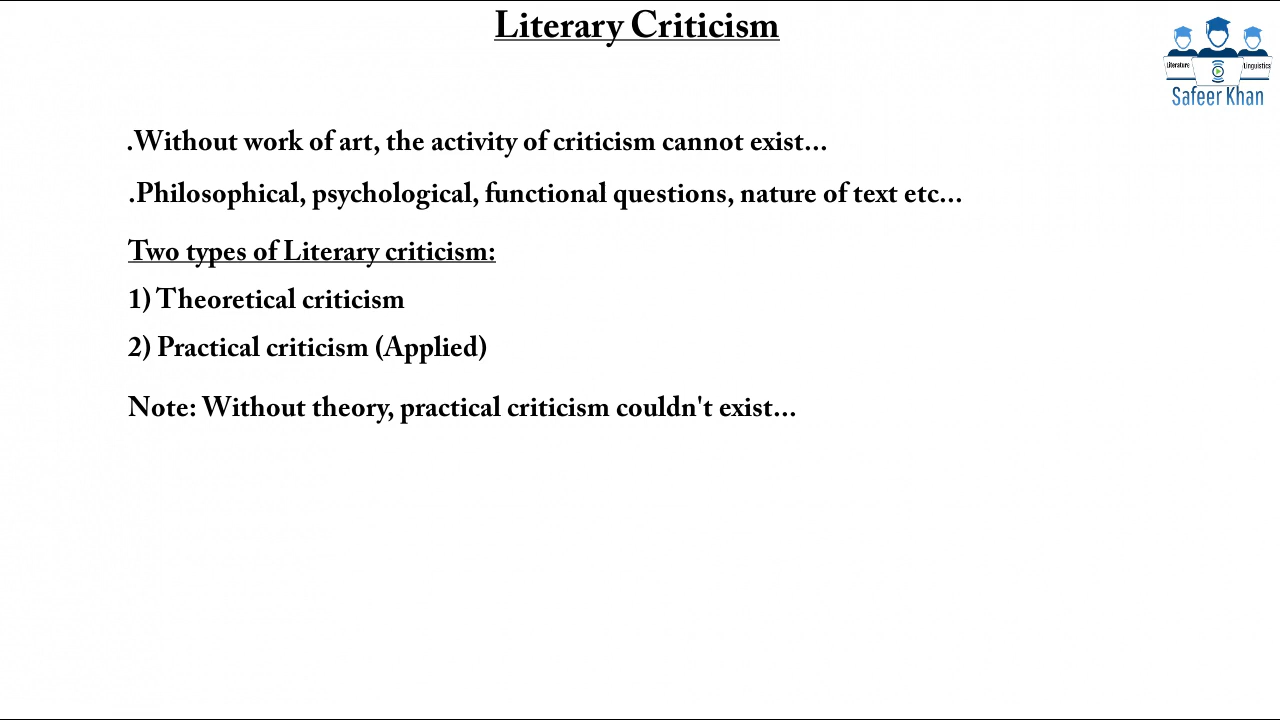 Literary Criticism
Literature
Linguistics
Safeer Khan
.Without work of art, the activity of criticism cannot exist...
.Philosophical, psychological, functional questions, nature of text etc...
Two types of Literary criticism:
1) Theoretical criticism
2) Practical criticism (Applied)
Note: Without theory, practical criticism couldn't exist...